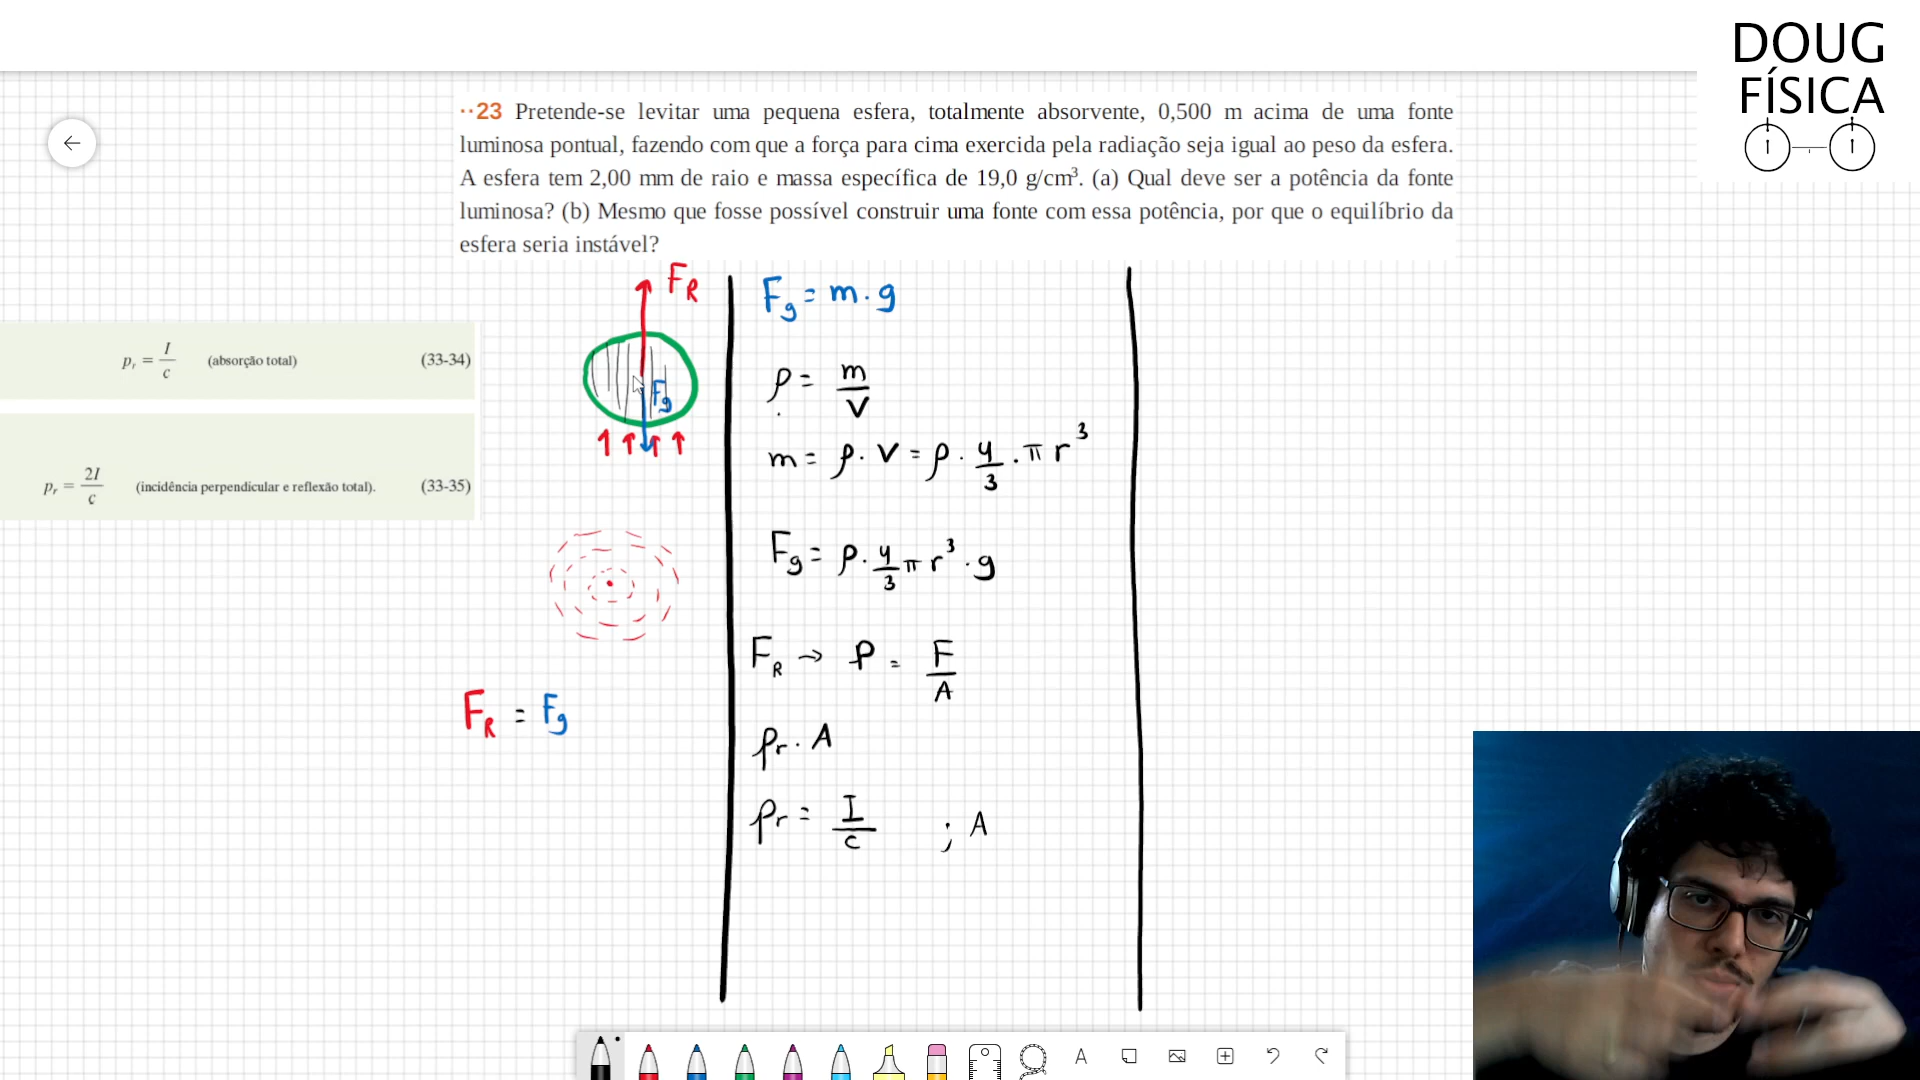 DOUG
FÍSICA
··23 Pretende-se levitar uma pequena esfera, totalmente absorvente, 0,500 m acima de uma fonte
luminosa pontual, fazendo com que a força para cima exercida pela radiação seja igual ao peso da esfera.
A esfera tem 2,00 mm de raio e massa específica de 19,0 g/cm³. (a) Qual deve ser a potência da fonte
luminosa? (b) Mesmo que fosse possível construir uma fonte com essa potência, por que o equilíbrio da
esfera seria instável?
p_r = I/c (absorção total) (33-34)
p_r = 2I/c (incidência perpendicular e reflexão total). (33-35)
F_R
F_g
F_R = F_g
F_g = m · g
ρ = m/V
m = ρ · V = ρ · 4/3 · π r³
F_g = ρ · 4/3 π r³ · g
F_R → P = F/A
p_r · A
p_r = I/c ; A
A